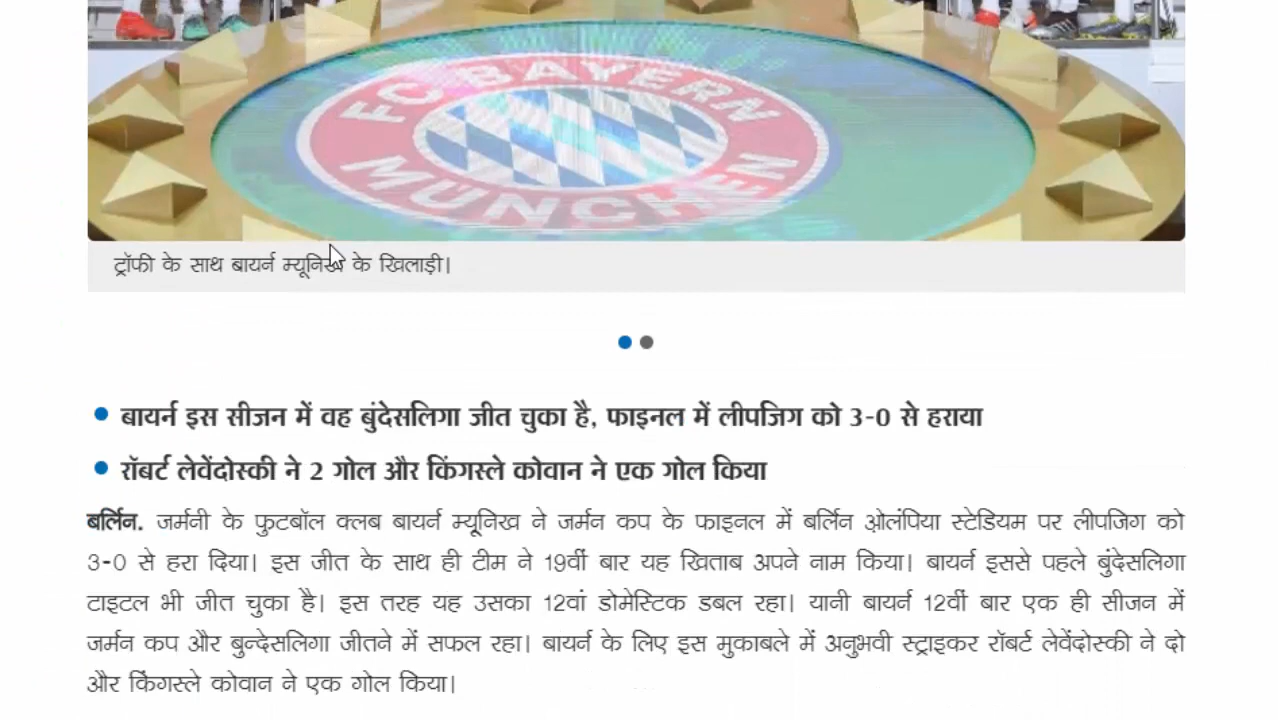 FC BAYERN
MÜNCHEN
ट्रॉफी के साथ बायर्न म्यूनिख के खिलाड़ी।
बायर्न इस सीजन में वह बुंदेसलिगा जीत चुका है, फाइनल में लीपजिग को 3-0 से हराया
रॉबर्ट लेवेंदोस्की ने 2 गोल और किंगस्ले कोवान ने एक गोल किया
बर्लिन. जर्मनी के फुटबॉल क्लब बायर्न म्यूनिख ने जर्मन कप के फाइनल में बर्लिन ओ़लंपिया स्टेडियम पर लीपजिग को
3-0 से हरा दिया। इस जीत के साथ ही टीम ने 19वीं बार यह खिताब अपने नाम किया। बायर्न इससे पहले बुंदेसलिगा
टाइटल भी जीत चुका है। इस तरह यह उसका 12वां डोमेस्टिक डबल रहा। यानी बायर्न 12वीं बार एक ही सीजन में
जर्मन कप और बुन्देसलिगा जीतने में सफल रहा। बायर्न के लिए इस मुकाबले में अनुभवी स्ट्राइकर रॉबर्ट लेवेंदोस्की ने दो
और किंगस्ले कोवान ने एक गोल किया।